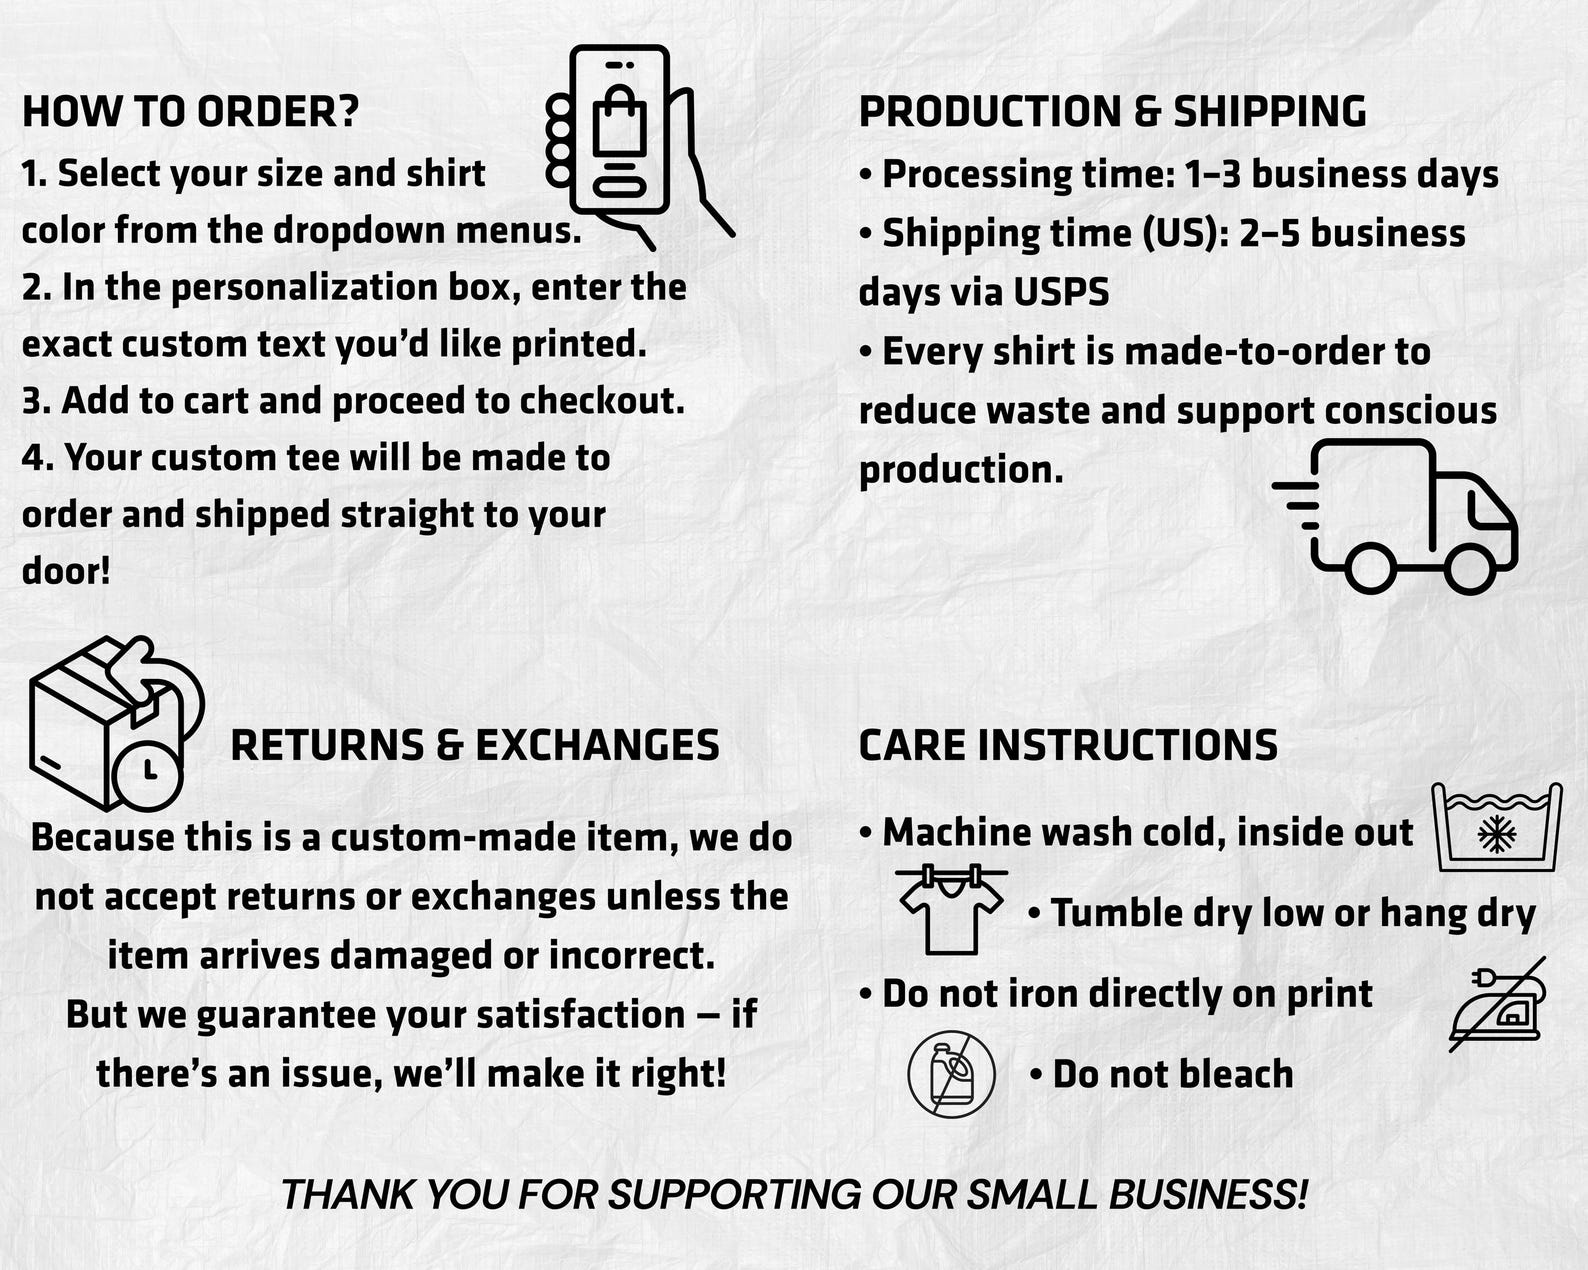 HOW TO ORDER?
1. Select your size and shirt
color from the dropdown menus.
2. In the personalization box, enter the
exact custom text you’d like printed.
3. Add to cart and proceed to checkout.
4. Your custom tee will be made to
order and shipped straight to your
door!
PRODUCTION & SHIPPING
• Processing time: 1–3 business days
• Shipping time (US): 2–5 business
days via USPS
• Every shirt is made-to-order to
reduce waste and support conscious
production.
RETURNS & EXCHANGES
Because this is a custom-made item, we do
not accept returns or exchanges unless the
item arrives damaged or incorrect.
But we guarantee your satisfaction — if
there’s an issue, we’ll make it right!
CARE INSTRUCTIONS
• Machine wash cold, inside out
• Tumble dry low or hang dry
• Do not iron directly on print
• Do not bleach
THANK YOU FOR SUPPORTING OUR SMALL BUSINESS!